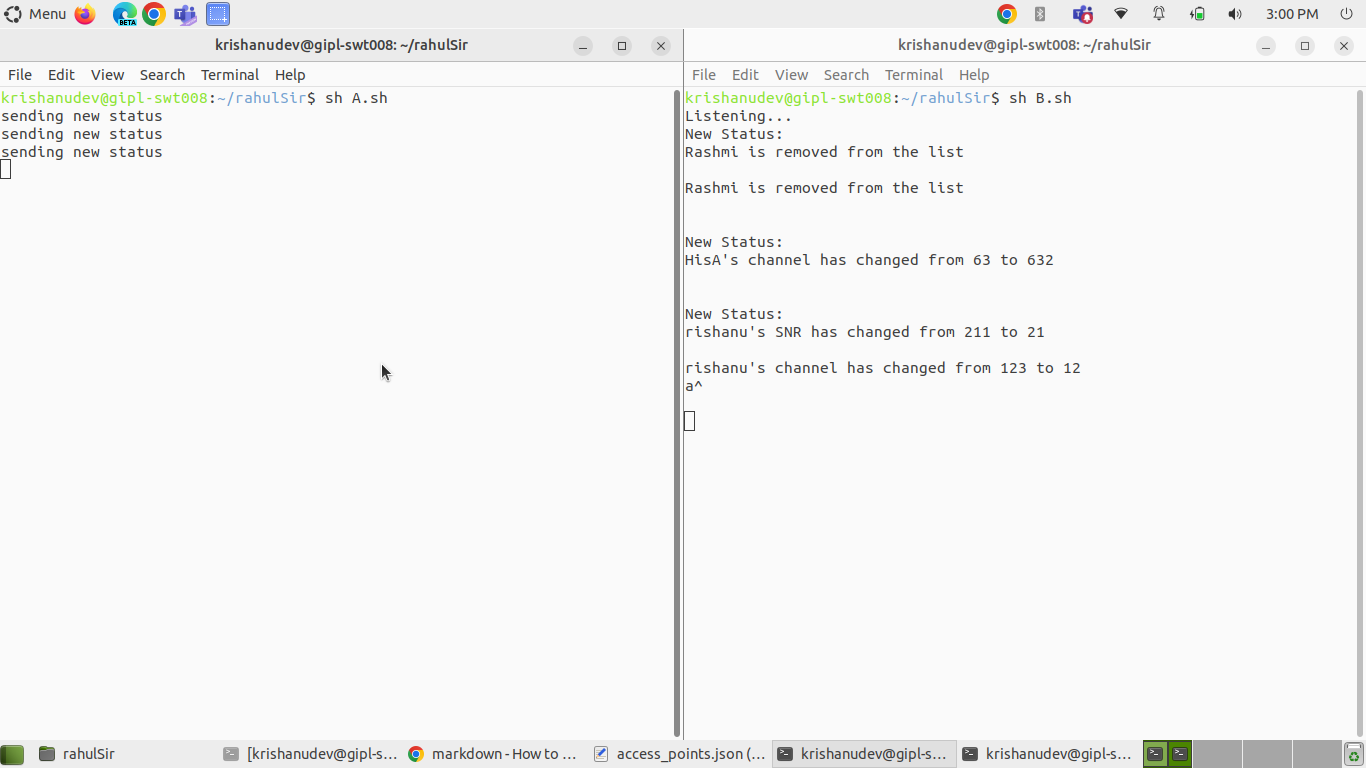 Menu
BETA
3:00 PM
krishanudev@gipl-swt008: ~/rahulSir
File Edit View Search Terminal Help
krishanudev@gipl-swt008:~/rahulSir$ sh A.sh
sending new status
sending new status
sending new status
krishanudev@gipl-swt008: ~/rahulSir
File Edit View Search Terminal Help
krishanudev@gipl-swt008:~/rahulSir$ sh B.sh
Listening...
New Status:
Rashmi is removed from the list
Rashmi is removed from the list
New Status:
HisA's channel has changed from 63 to 632
New Status:
rishanu's SNR has changed from 211 to 21
rishanu's channel has changed from 123 to 12
a^
rahulSir
[krishanudev@gipl-s...
markdown - How to ...
access_points.json (...
krishanudev@gipl-s...
krishanudev@gipl-s...